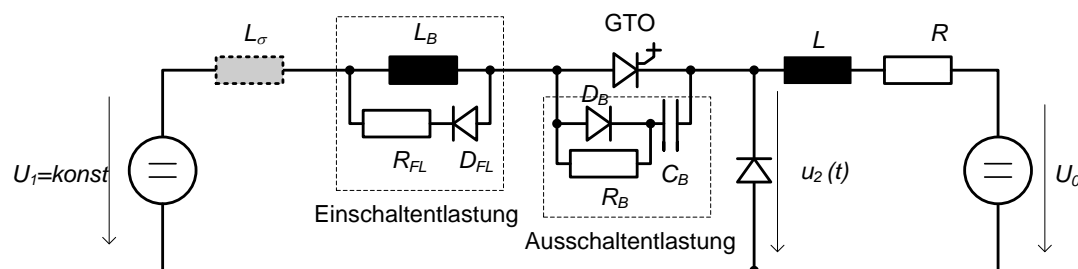 GTO
Lσ
LB
L
R
DB
U1=konst
RFL
DFL
CB
u2(t)
U0
RB
Einschaltentlastung
Ausschaltentlastung